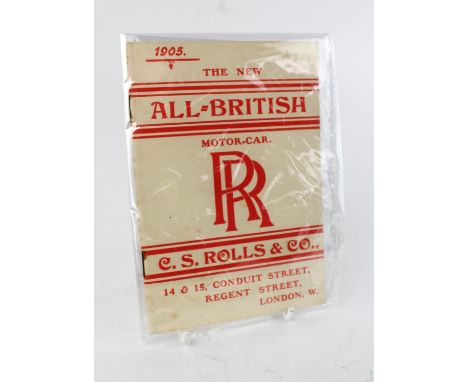 1905.
THE NEW
ALL=BRITISH
MOTOR-CAR.
RR
C. S. ROLLS & CO.,
14 & 15, CONDUIT STREET,
REGENT STREET,
LONDON, W.